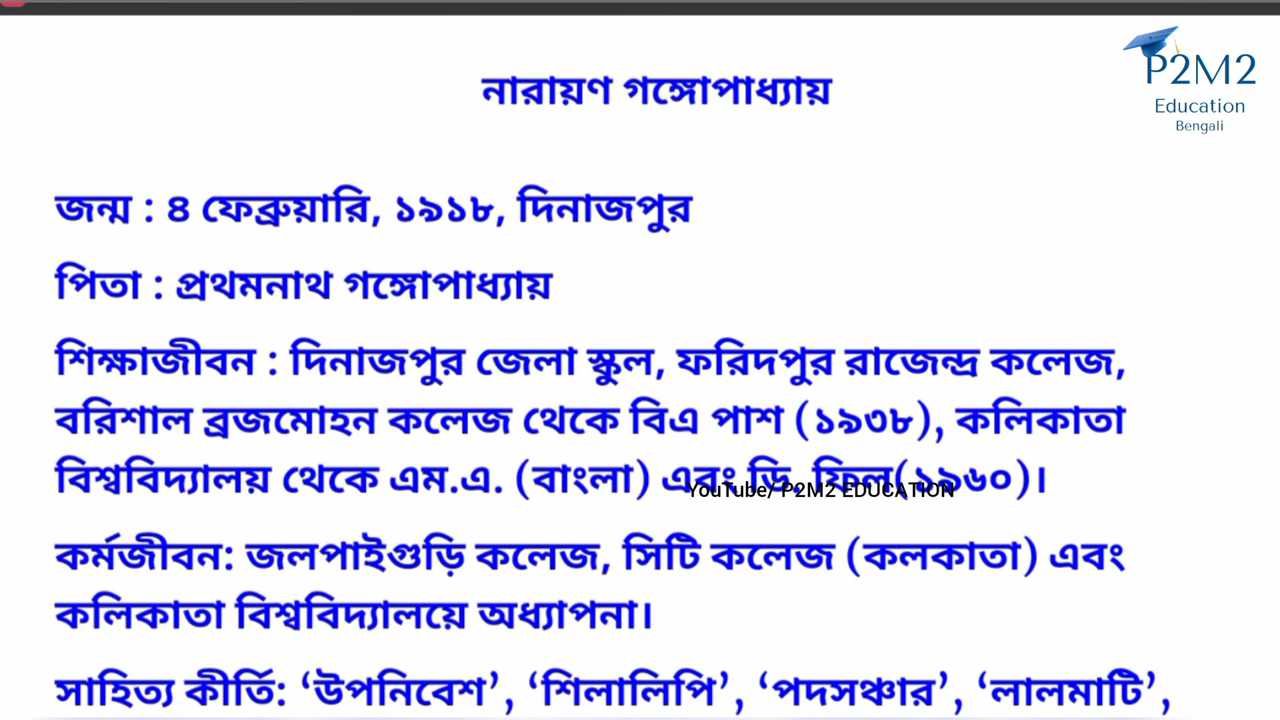 P2M2
Education
Bengali
নারায়ণ গঙ্গোপাধ্যায়
জন্ম : ৪ ফেব্রুয়ারি, ১৯১৮, দিনাজপুর
পিতা : প্রথমনাথ গঙ্গোপাধ্যায়
শিক্ষাজীবন : দিনাজপুর জেলা স্কুল, ফরিদপুর রাজেন্দ্র কলেজ,
বরিশাল ব্রজমোহন কলেজ থেকে বিএ পাশ (১৯৩৮), কলিকাতা
বিশ্ববিদ্যালয় থেকে এম.এ. (বাংলা) এবং ডি. ফিল(১৯৬০)।
YouTube/ P2M2 EDUCATION
কর্মজীবন: জলপাইগুড়ি কলেজ, সিটি কলেজ (কলকাতা) এবং
কলিকাতা বিশ্ববিদ্যালয়ে অধ্যাপনা।
সাহিত্য কীর্তি: ‘উপনিবেশ’, ‘শিলালিপি’, ‘পদসঞ্চার’, ‘লালমাটি’,